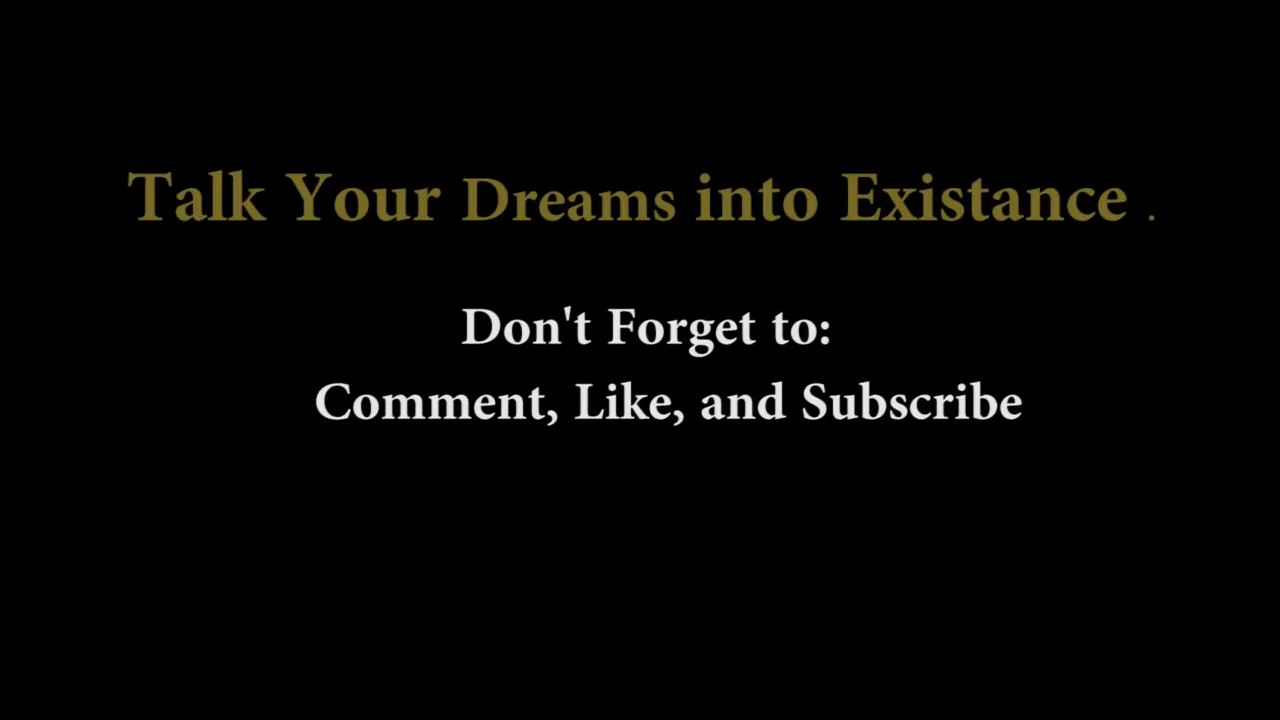 Talk Your Dreams into Existance .
Don't Forget to:
Comment, Like, and Subscribe